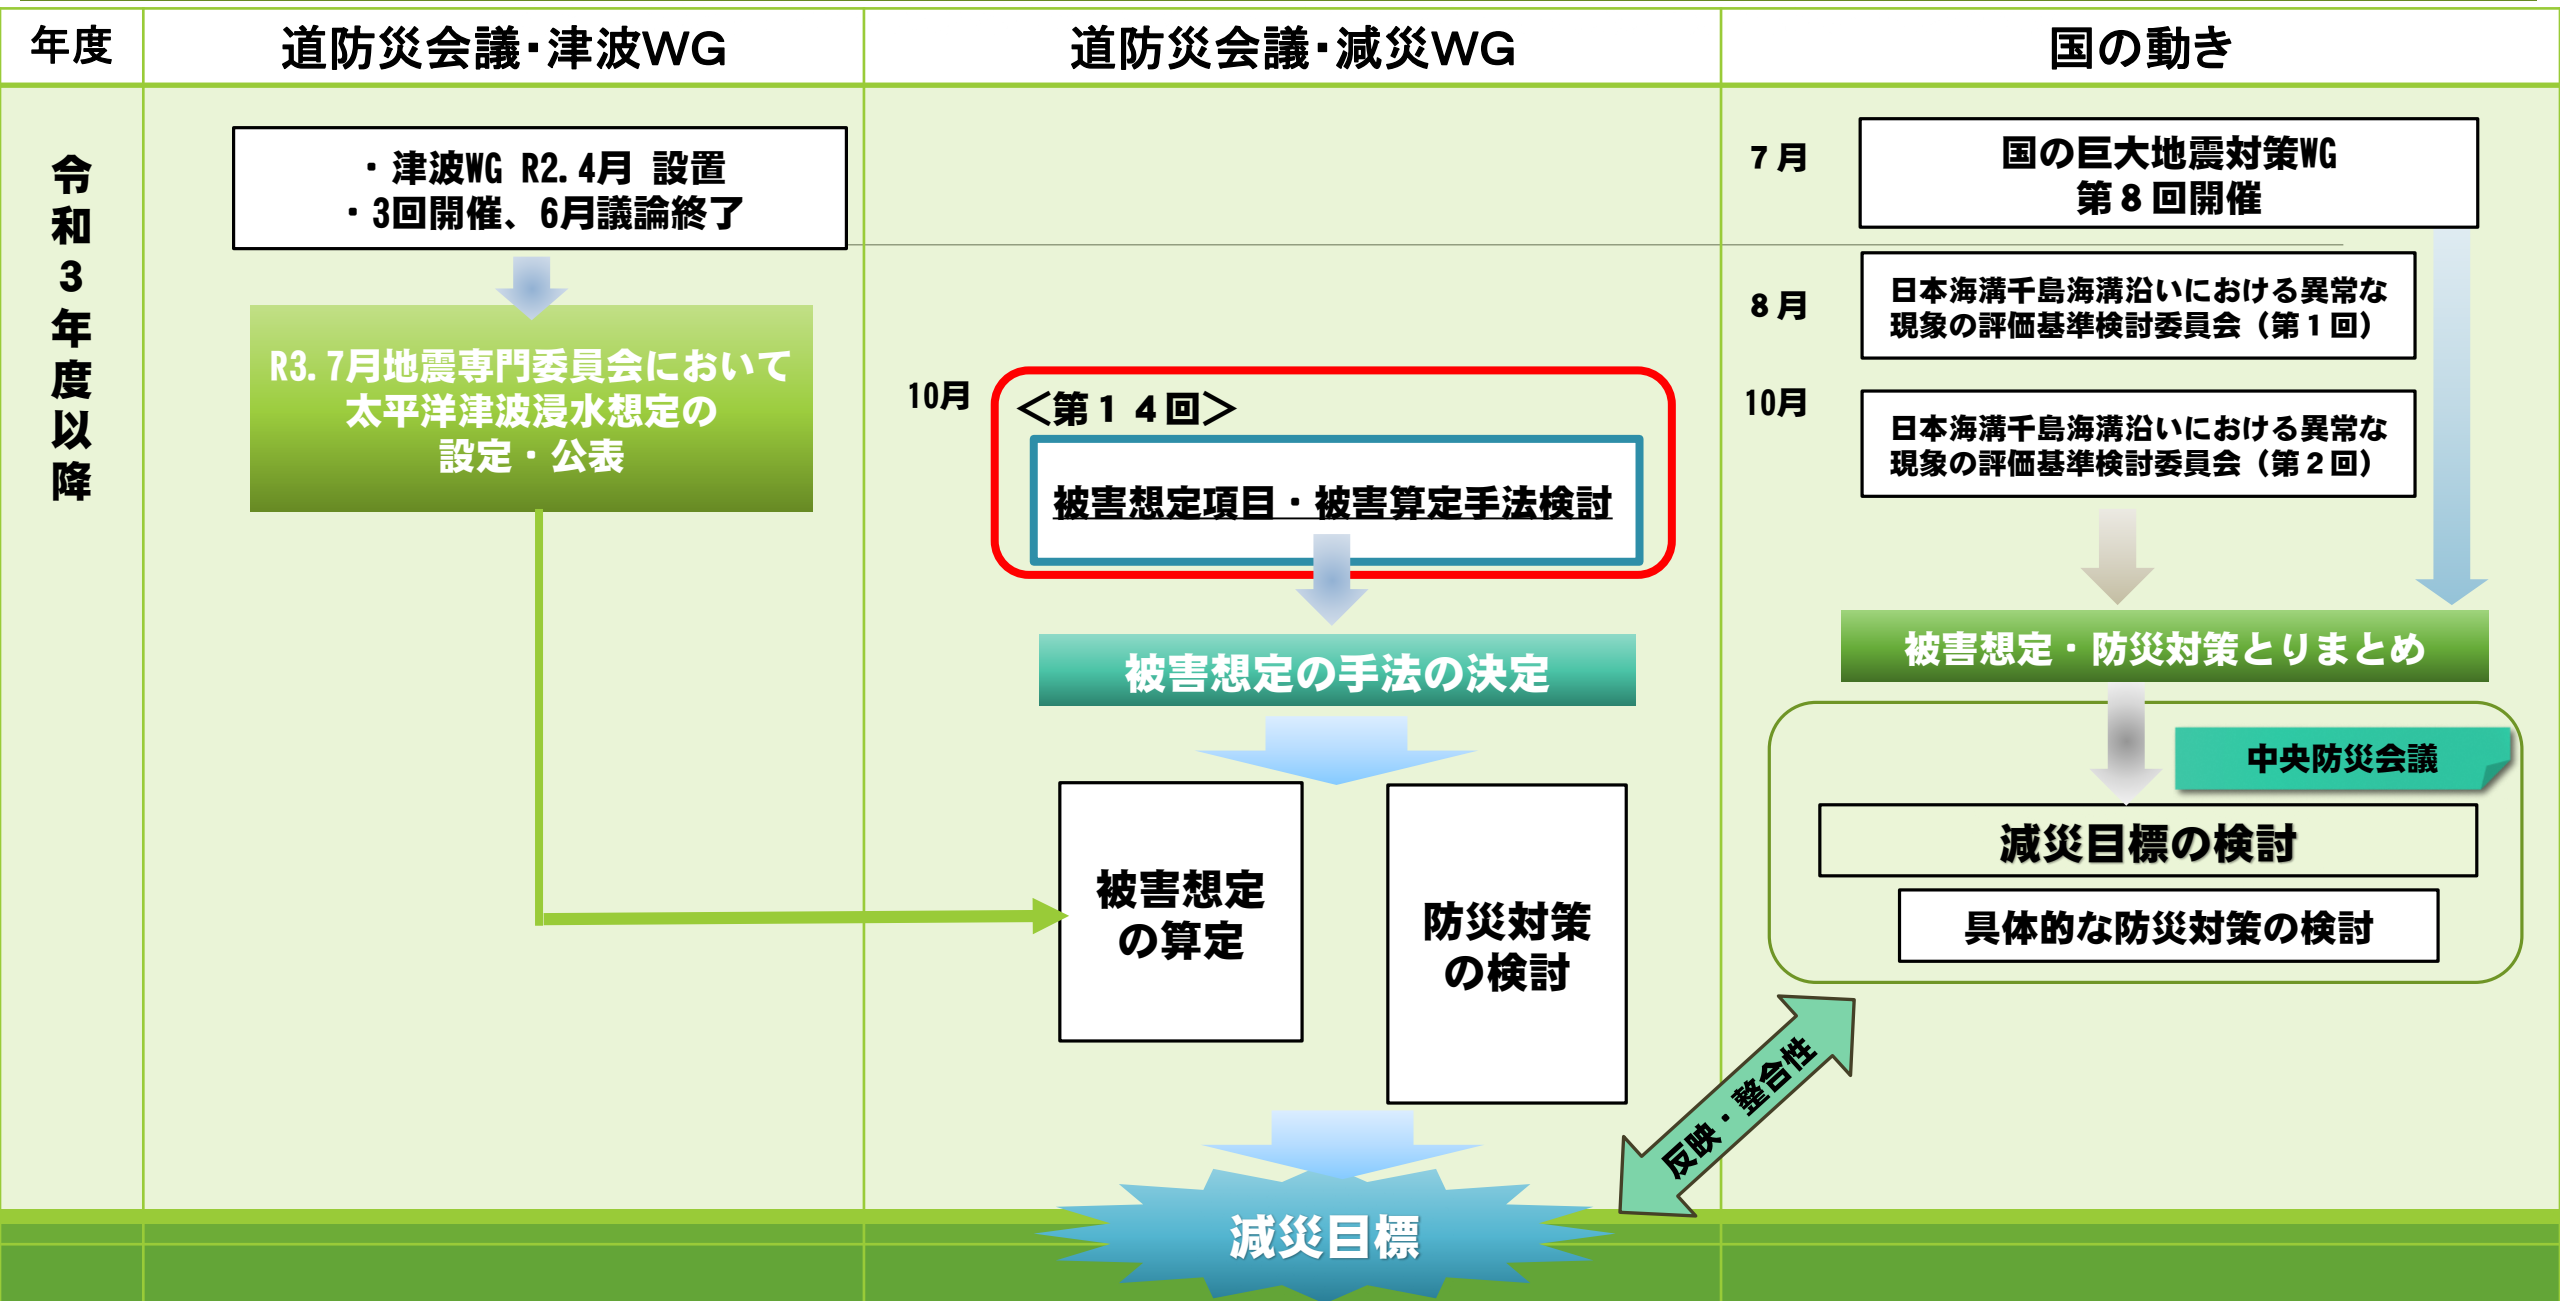 年度
道防災会議・津波WG
道防災会議・減災WG
国の動き
令和３年度以降
・津波WG R2.4月 設置
・3回開催、6月議論終了
R3.7月地震専門委員会において
太平洋津波浸水想定の
設定・公表
10月
＜第１４回＞
被害想定項目・被害算定手法検討
被害想定の手法の決定
被害想定
の算定
防災対策
の検討
減災目標
７月
国の巨大地震対策WG
第８回開催
８月
日本海溝千島海溝沿いにおける異常な
現象の評価基準検討委員会（第１回）
10月
日本海溝千島海溝沿いにおける異常な
現象の評価基準検討委員会（第２回）
被害想定・防災対策とりまとめ
中央防災会議
減災目標の検討
具体的な防災対策の検討
反映・整合性